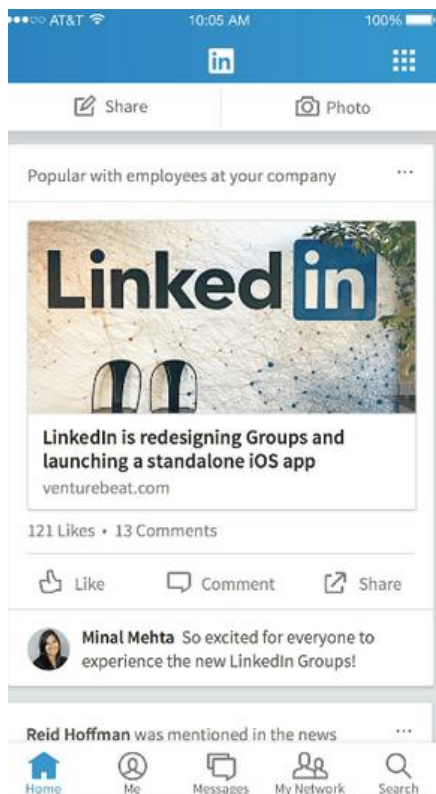 AT&T 10:05 AM 100%
in
Share Photo
Popular with employees at your company ...
Linkedin
LinkedIn is redesigning Groups and
launching a standalone iOS app
venturebeat.com
121 Likes • 13 Comments
Like Comment Share
Minal Mehta So excited for everyone to
experience the new LinkedIn Groups!
Reid Hoffman was mentioned in the news ...
Home Me Messages My Network Search